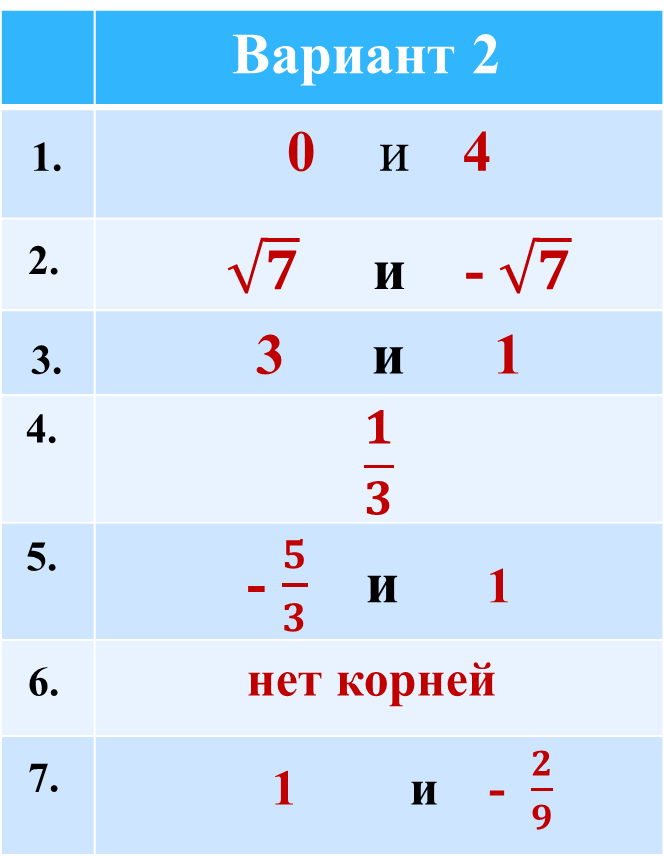 Вариант 2
1. 0 и 4
2. √7 и - √7
3. 3 и 1
4. 1/3
5. - 5/3 и 1
6. нет корней
7. 1 и - 2/9